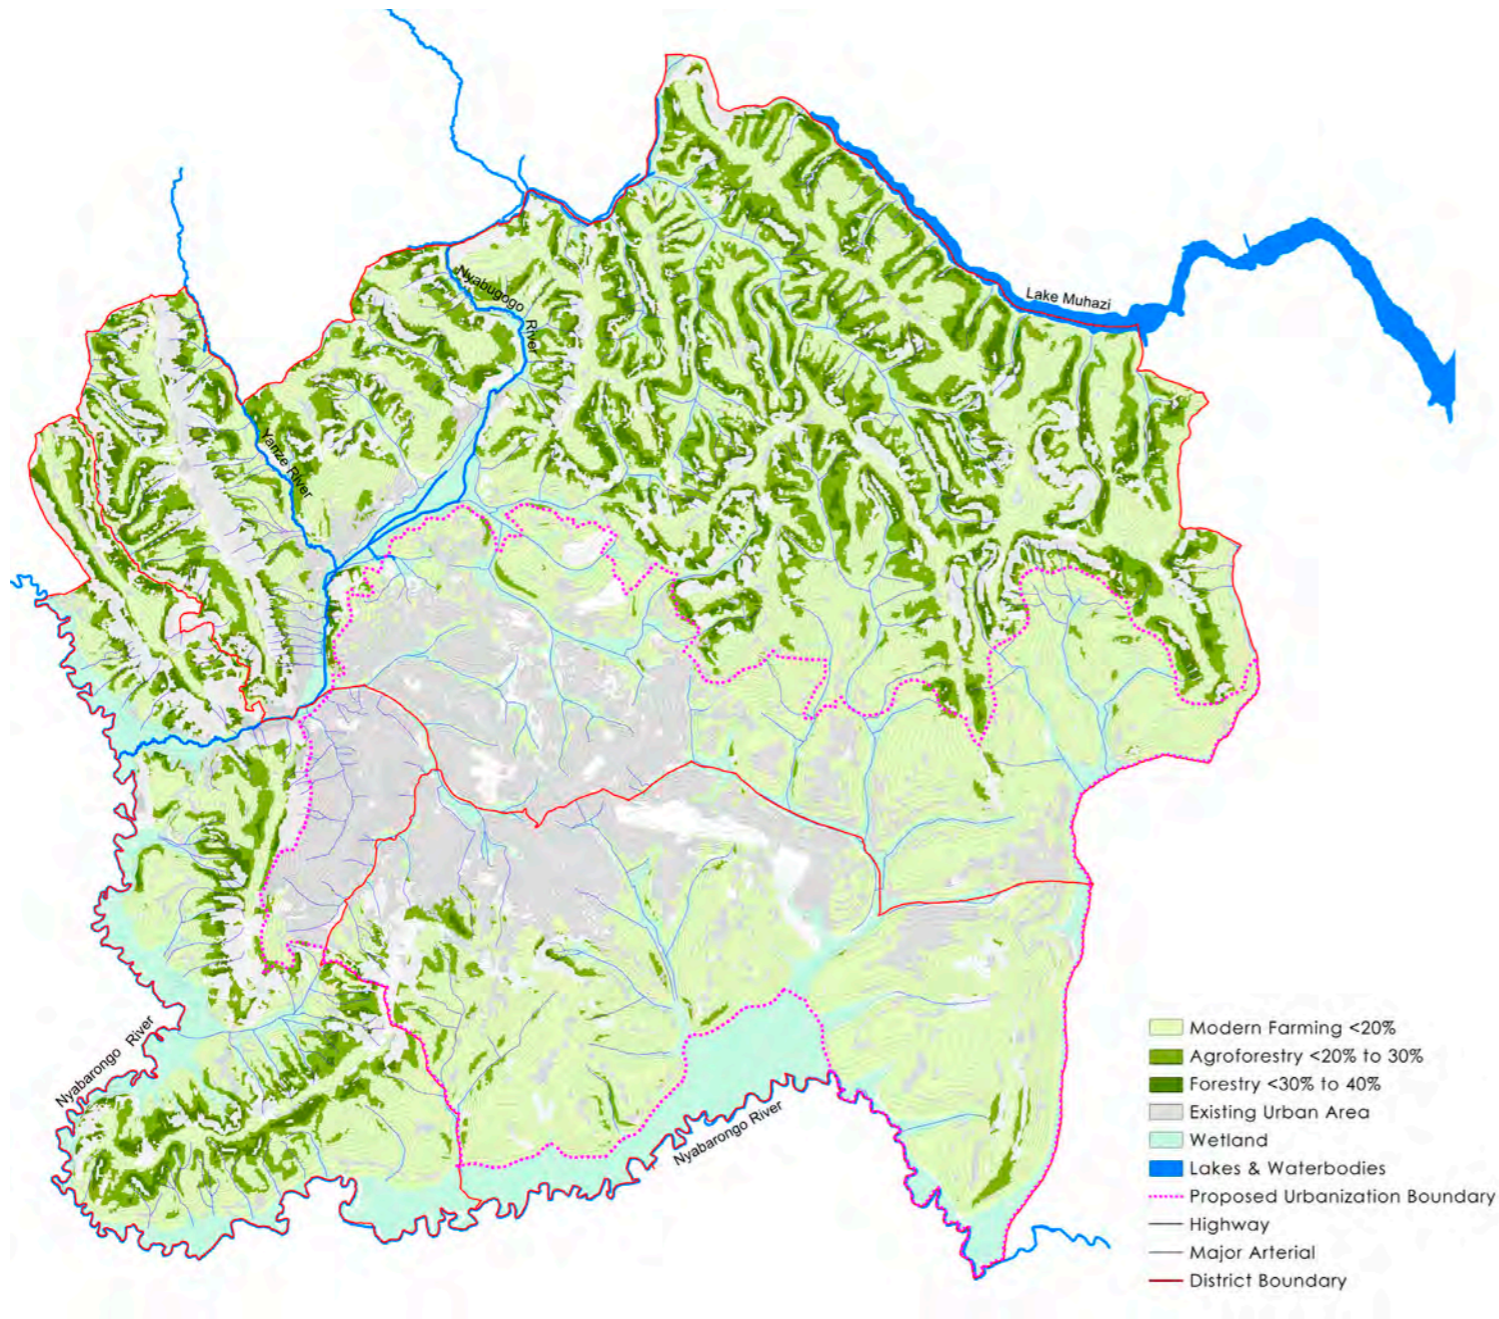 Nyabugogo River
Lake Muhazi
Yanze River
Nyabarongo River
Nyabarongo River
Modern Farming <20%
Agroforestry <20% to 30%
Forestry <30% to 40%
Existing Urban Area
Wetland
Lakes & Waterbodies
Proposed Urbanization Boundary
Highway
Major Arterial
District Boundary